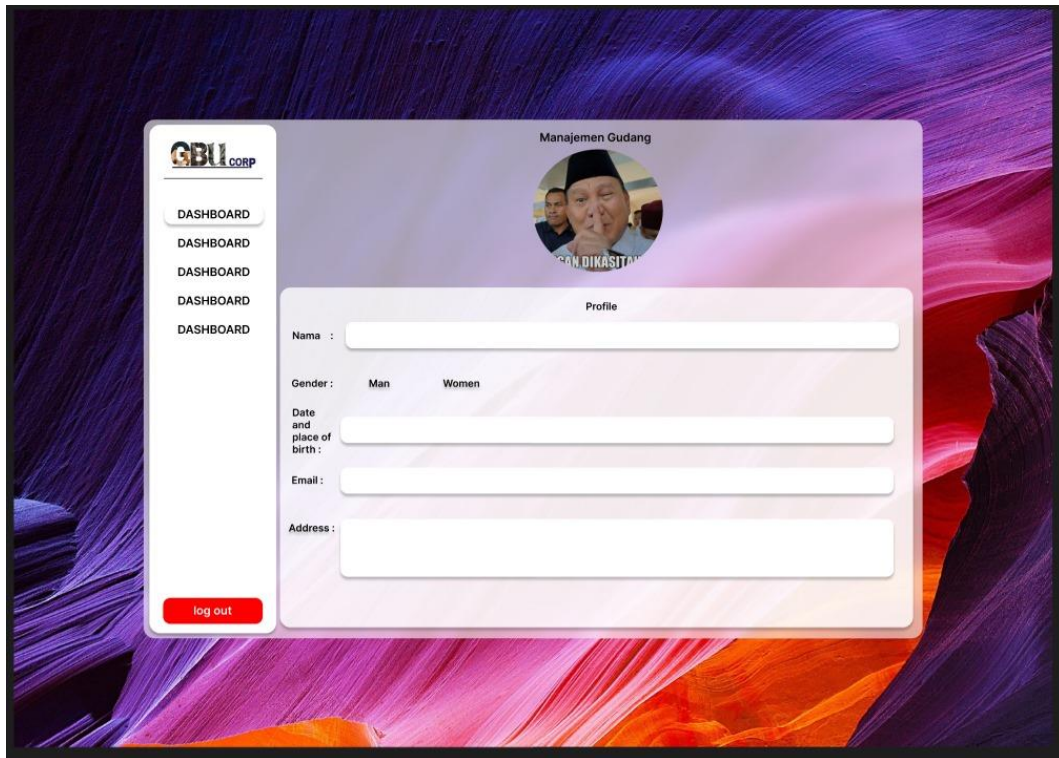 GBU CORP
DASHBOARD
DASHBOARD
DASHBOARD
DASHBOARD
DASHBOARD
log out
Manajemen Gudang
Profile
Nama :
Gender : Man Women
Date
and
place of
birth :
Email :
Address :